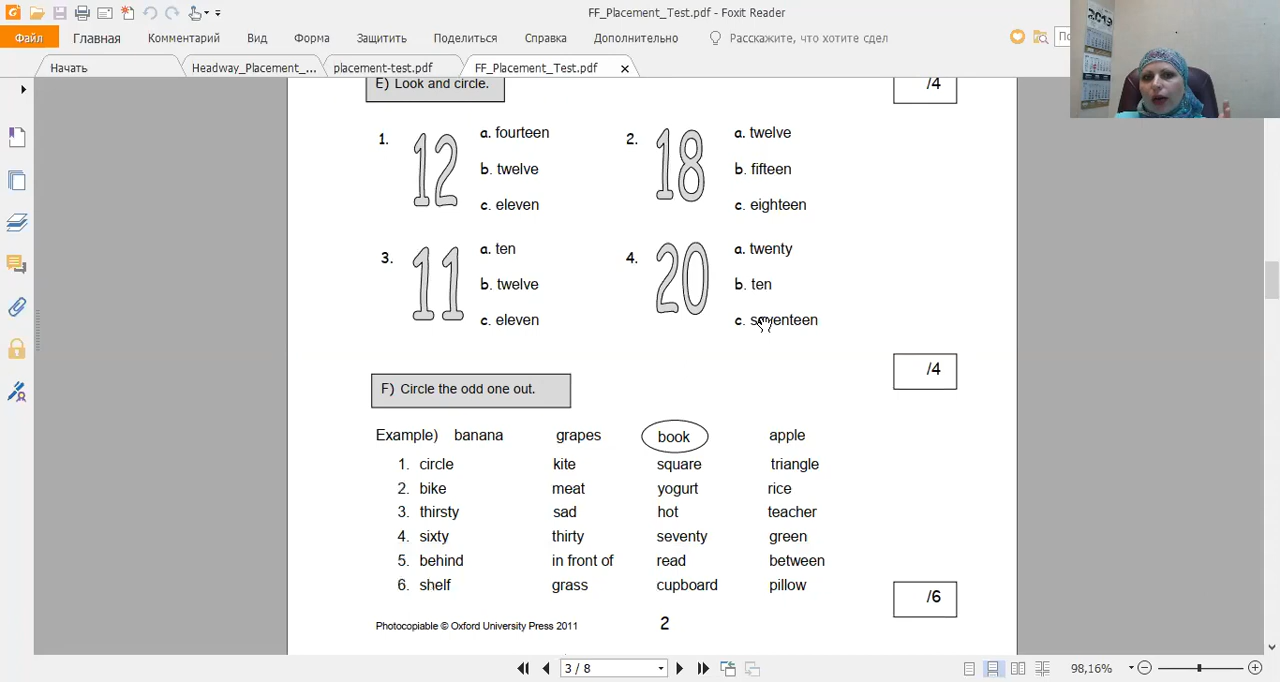 FF_Placement_Test.pdf - Foxit Reader
Файл Главная Комментарий Вид Форма Защитить Поделиться Справка Дополнительно Расскажите, что хотите сдел
Начать Headway_Placement_... placement-test.pdf FF_Placement_Test.pdf
2019
E) Look and circle. /4
1. 12 a. fourteen 2. 18 a. twelve
b. twelve b. fifteen
c. eleven c. eighteen
3. 11 a. ten 4. 20 a. twenty
b. twelve b. ten
c. eleven c. seventeen
/4
F) Circle the odd one out.
Example) banana grapes book apple
1. circle kite square triangle
2. bike meat yogurt rice
3. thirsty sad hot teacher
4. sixty thirty seventy green
5. behind in front of read between
6. shelf grass cupboard pillow
/6
Photocopiable © Oxford University Press 2011 2
3 / 8 98,16%